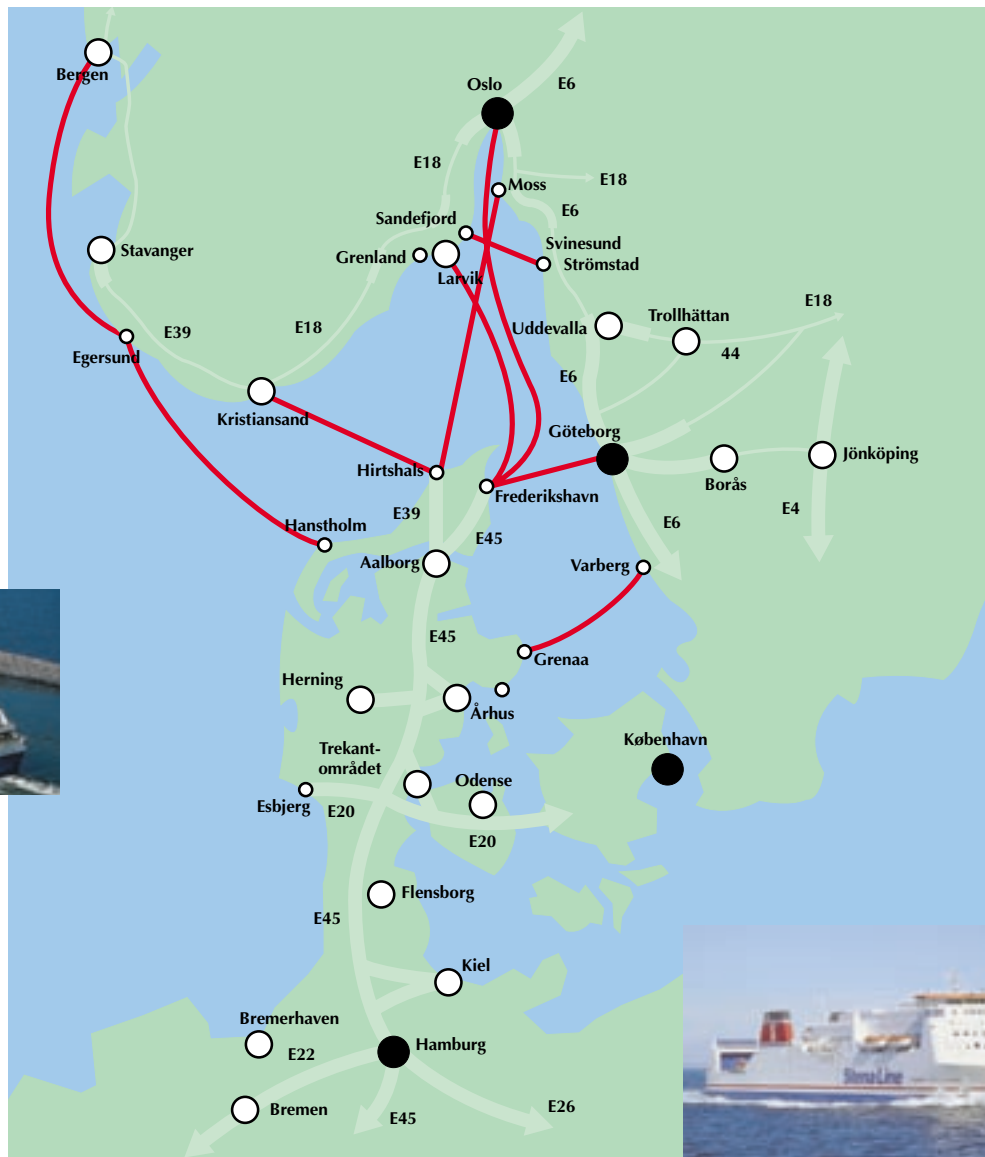 Bergen
Oslo
E6
E18
E18
Moss
E6
Sandefjord
Svinesund
Strömstad
Stavanger
Grenland
Larvik
E18
Trollhättan
E39
E18
Uddevalla
44
Egersund
E6
Kristiansand
Göteborg
Jönköping
Hirtshals
Borås
Frederikshavn
E4
E39
Hanstholm
E6
E45
Aalborg
Varberg
E45
Grenaa
Herning
Århus
København
Trekant-
området
Odense
Esbjerg
E20
E20
Flensborg
E45
Kiel
Bremerhaven
Hamburg
E22
Stena Line
Bremen
E45
E26